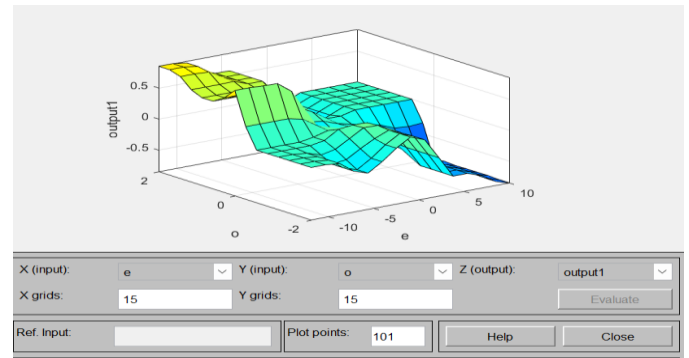 output1
0.5
0
-0.5
2
0
-2
o
-10
-5
0
5
10
e
X (input): e Y (input): o Z (output): output1
X grids: 15 Y grids: 15 Evaluate
Ref. Input: Plot points: 101 Help Close